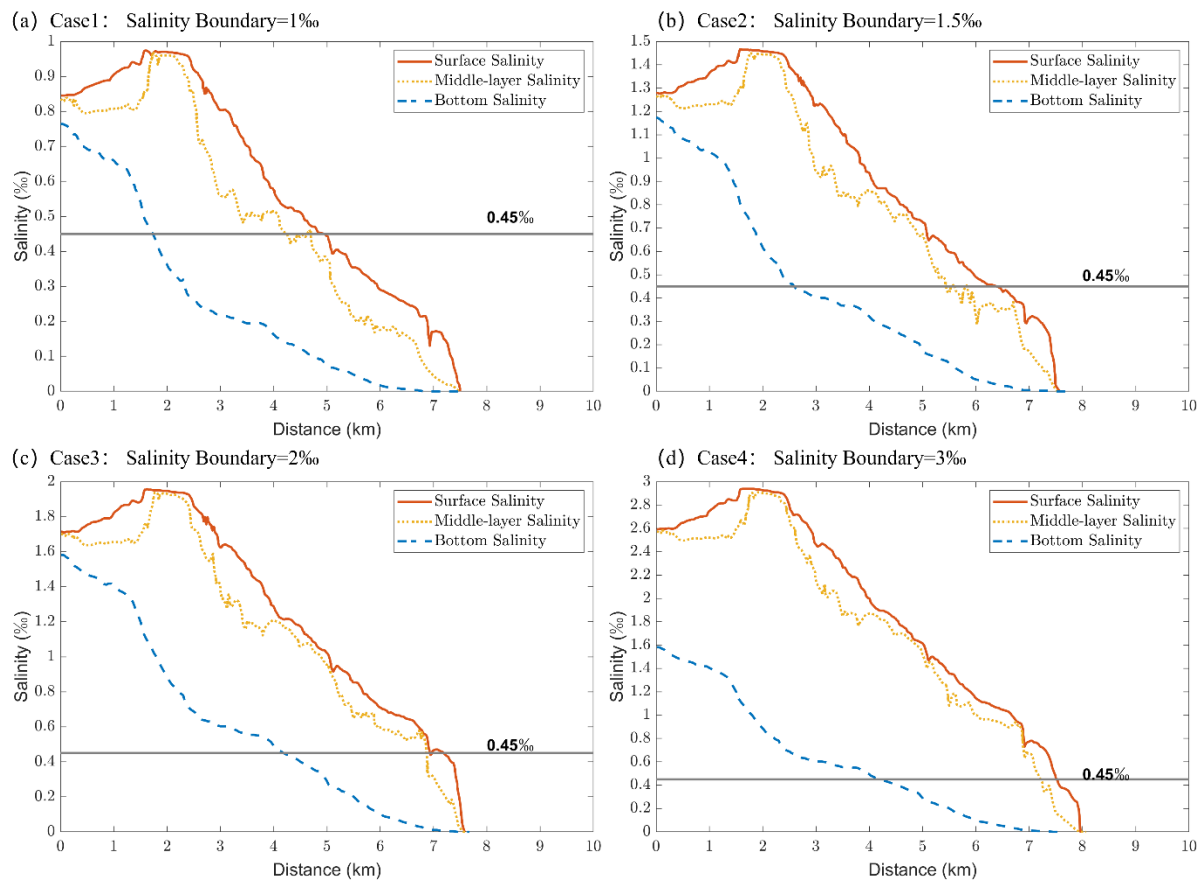 (a) Case1: Salinity Boundary=1‰
1
0.9
0.8
0.7
0.6
0.5
0.4
0.3
0.2
0.1
0
Salinity (‰)
Surface Salinity
Middle-layer Salinity
Bottom Salinity
0.45‰
0 1 2 3 4 5 6 7 8 9 10
Distance (km)
(b) Case2: Salinity Boundary=1.5‰
1.5
1.4
1.3
1.2
1.1
1
0.9
0.8
0.7
0.6
0.5
0.4
0.3
0.2
0.1
0
Salinity (‰)
Surface Salinity
Middle-layer Salinity
Bottom Salinity
0.45‰
0 1 2 3 4 5 6 7 8 9 10
Distance (km)
(c) Case3: Salinity Boundary=2‰
2
1.8
1.6
1.4
1.2
1
0.8
0.6
0.4
0.2
0
Salinity (‰)
Surface Salinity
Middle-layer Salinity
Bottom Salinity
0.45‰
0 1 2 3 4 5 6 7 8 9 10
Distance (km)
(d) Case4: Salinity Boundary=3‰
3
2.8
2.6
2.4
2.2
2
1.8
1.6
1.4
1.2
1
0.8
0.6
0.4
0.2
0
Salinity (‰)
Surface Salinity
Middle-layer Salinity
Bottom Salinity
0.45‰
0 1 2 3 4 5 6 7 8 9 10
Distance (km)